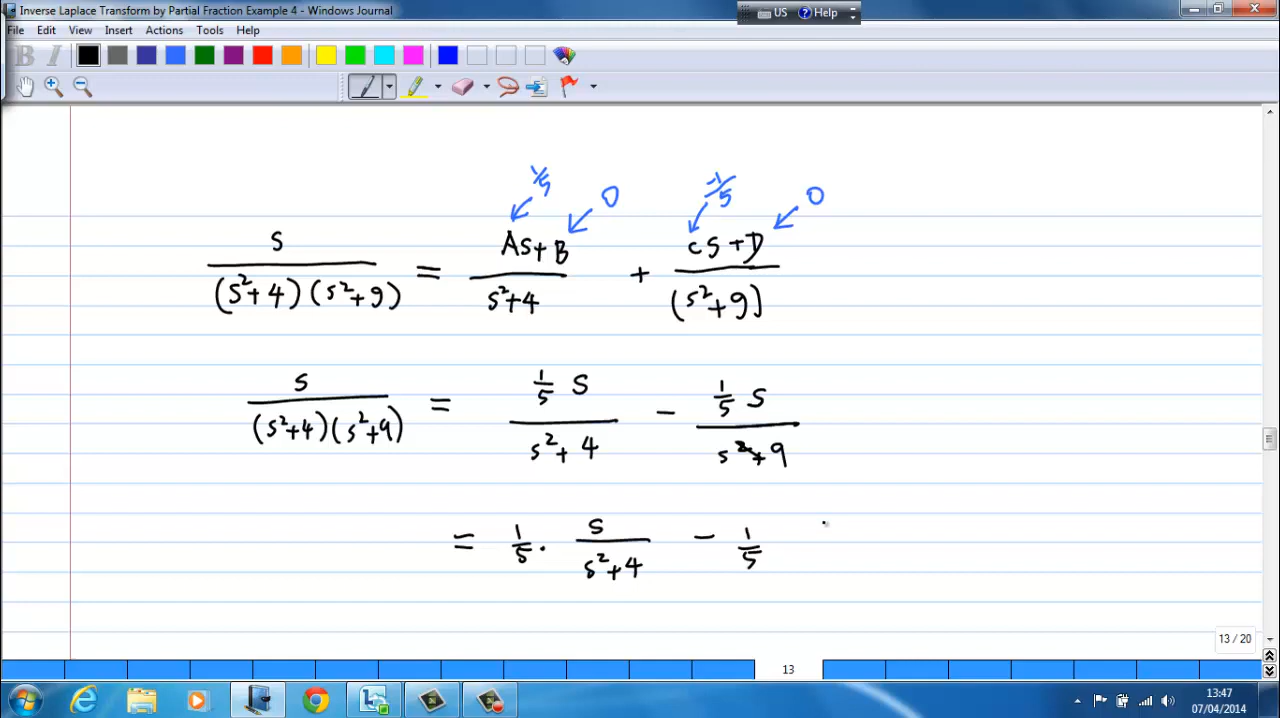 Inverse Laplace Transform by Partial Fraction Example 4 - Windows Journal
US Help
File Edit View Insert Actions Tools Help
B I
1/5 0 -1/5 0
s/((s²+4)(s²+9)) = (As+B)/(s²+4) + (Cs+D)/(s²+9)
s/((s²+4)(s²+9)) = (1/5 s)/(s²+4) - (1/5 s)/(s²+9)
= 1/5 · s/(s²+4) - 1/5
13 / 20
13
13:47
07/04/2014